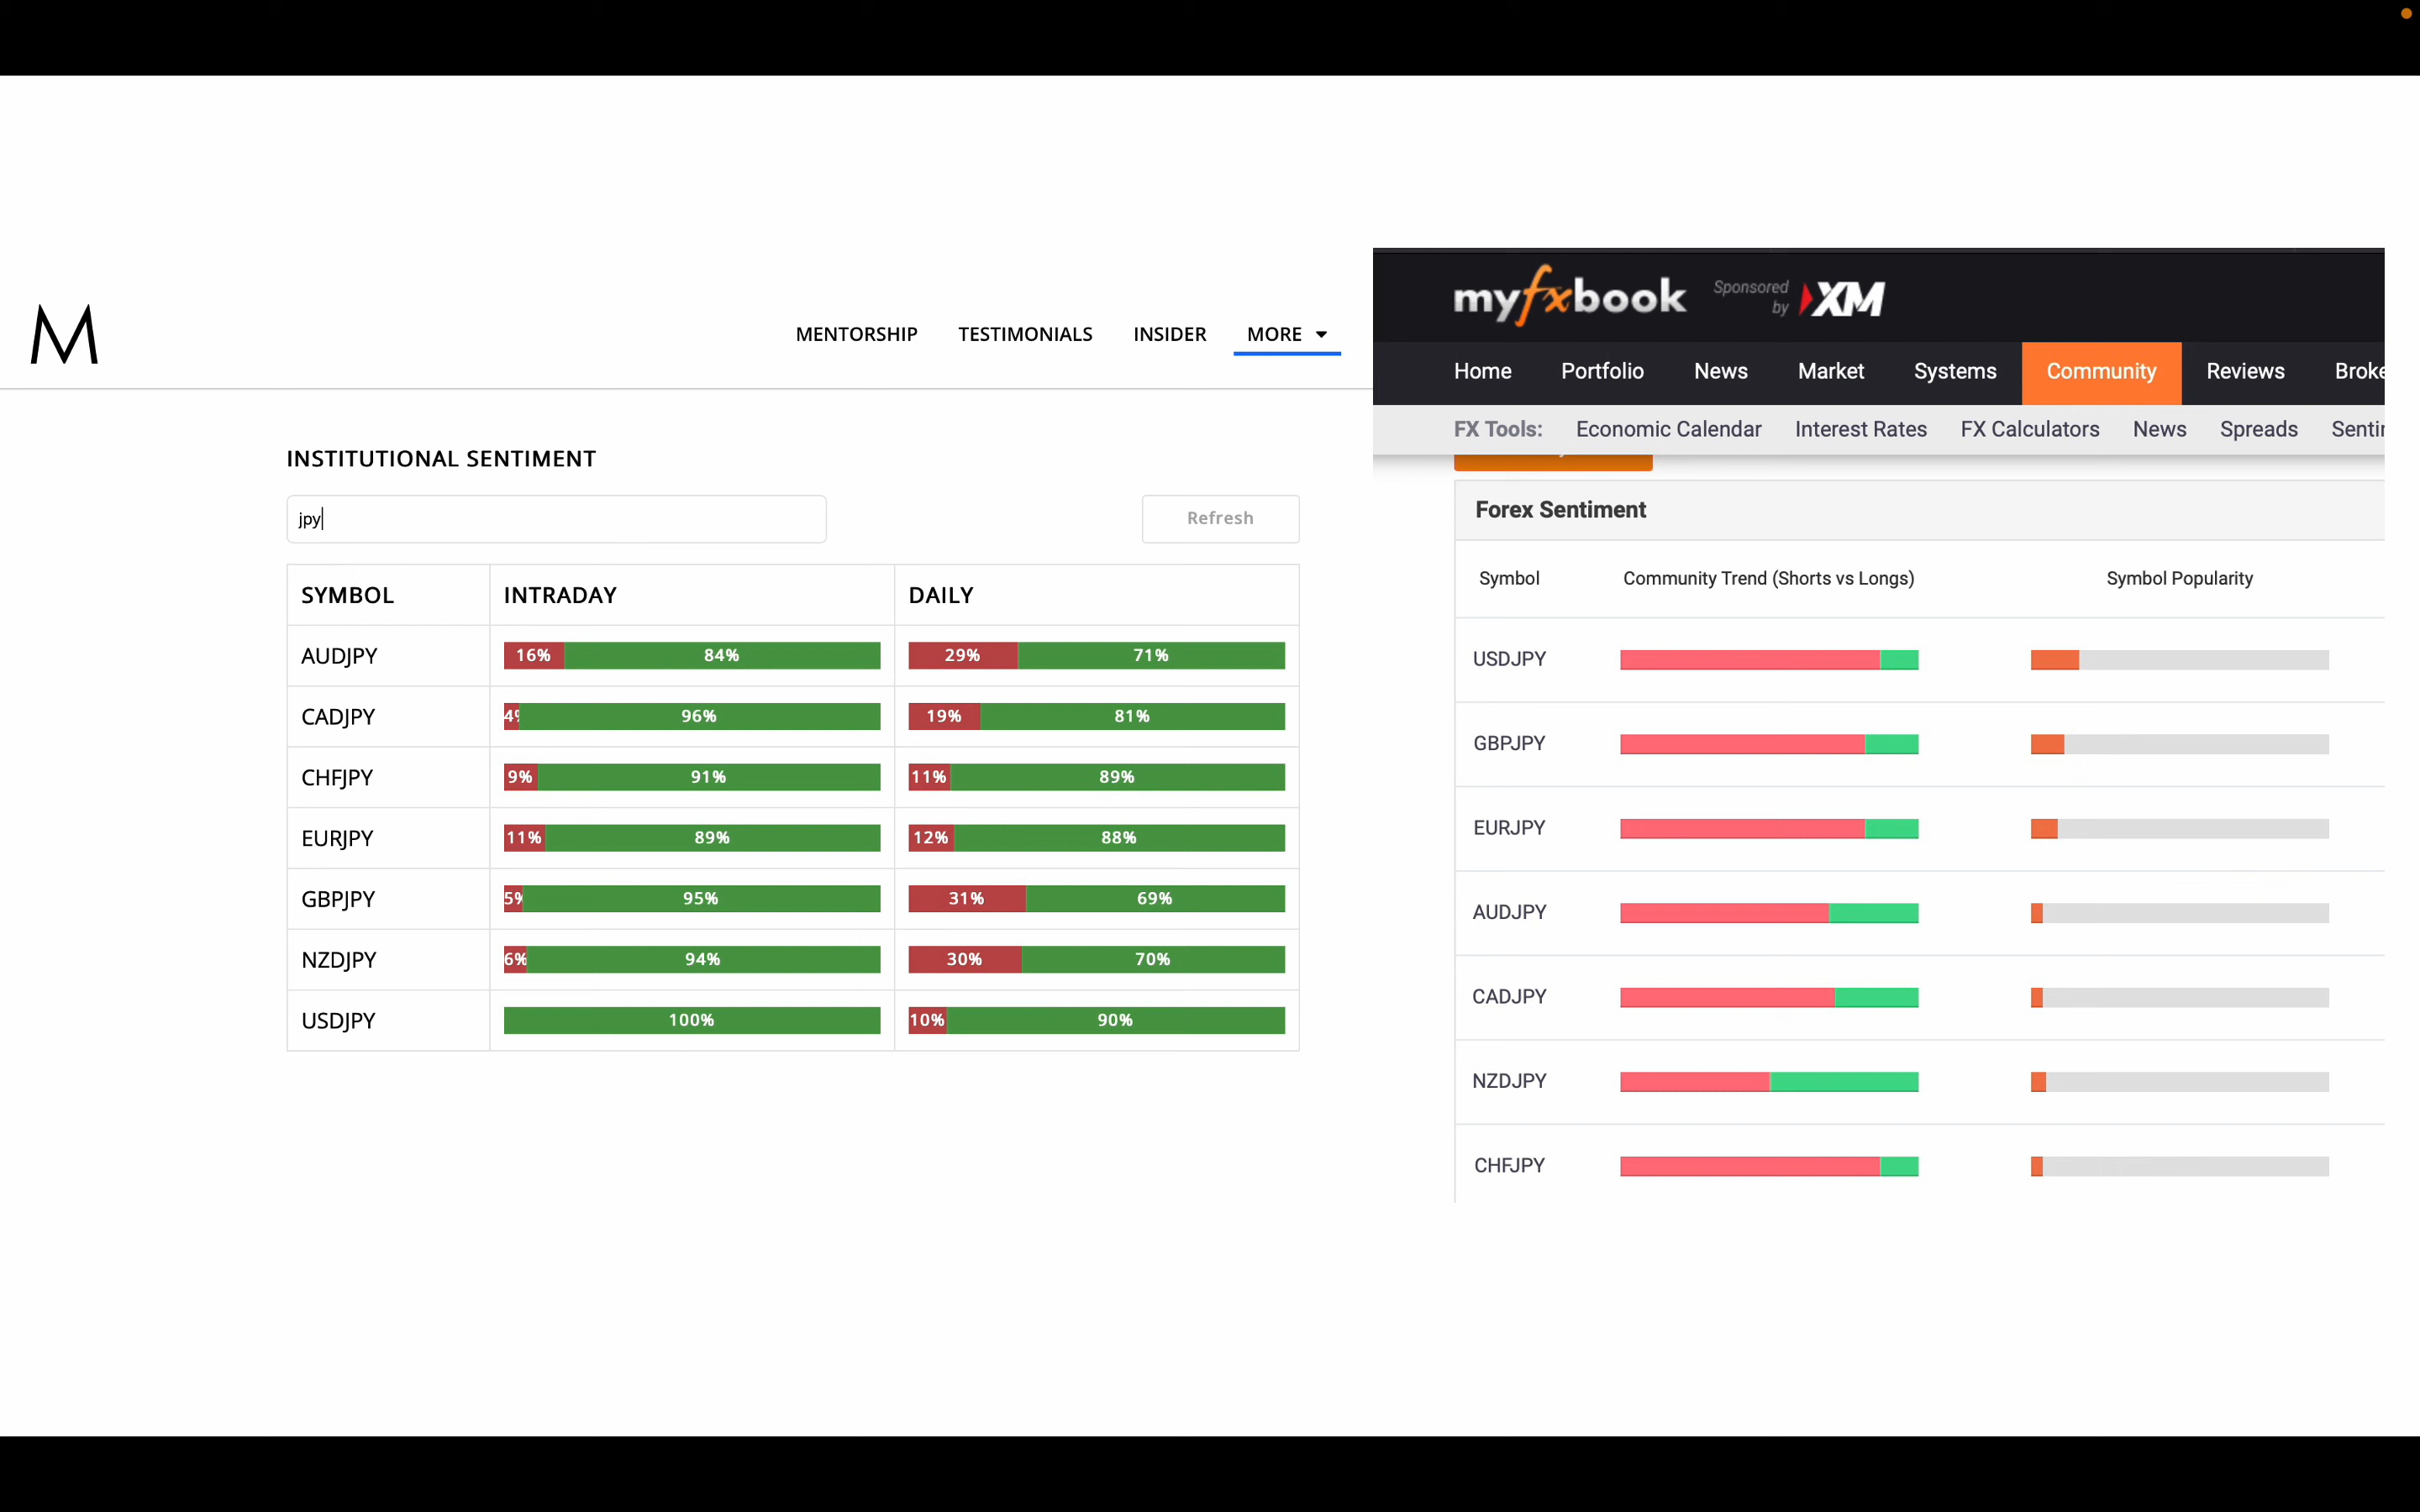 M
MENTORSHIP TESTIMONIALS INSIDER MORE
INSTITUTIONAL SENTIMENT
jpy
Refresh
SYMBOL INTRADAY DAILY
AUDJPY 16% 84% 29% 71%
CADJPY 4% 96% 19% 81%
CHFJPY 9% 91% 11% 89%
EURJPY 11% 89% 12% 88%
GBPJPY 5% 95% 31% 69%
NZDJPY 6% 94% 30% 70%
USDJPY 100% 10% 90%
myfxbook Sponsored by XM
Home Portfolio News Market Systems Community Reviews Broke
FX Tools: Economic Calendar Interest Rates FX Calculators News Spreads Senti
Forex Sentiment
Symbol Community Trend (Shorts vs Longs) Symbol Popularity
USDJPY
GBPJPY
EURJPY
AUDJPY
CADJPY
NZDJPY
CHFJPY